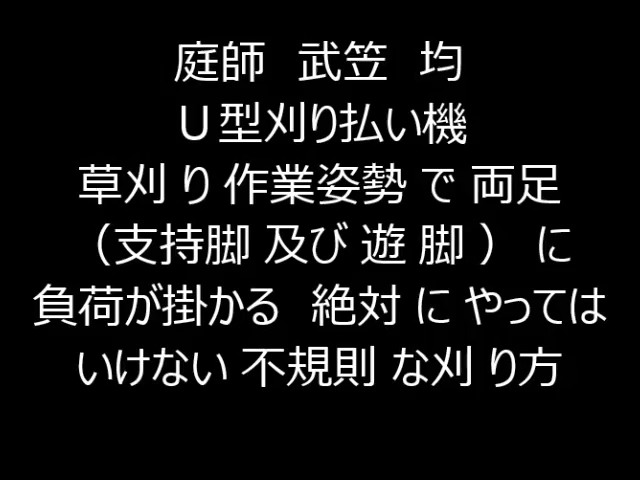 庭師　武笠　均
U型刈り払い機
草刈 り 作業姿勢 で 両足
（支持脚 及び 遊 脚 ）　に
負荷が掛かる　絶対 に やっては
いけない 不規則 な刈 り方